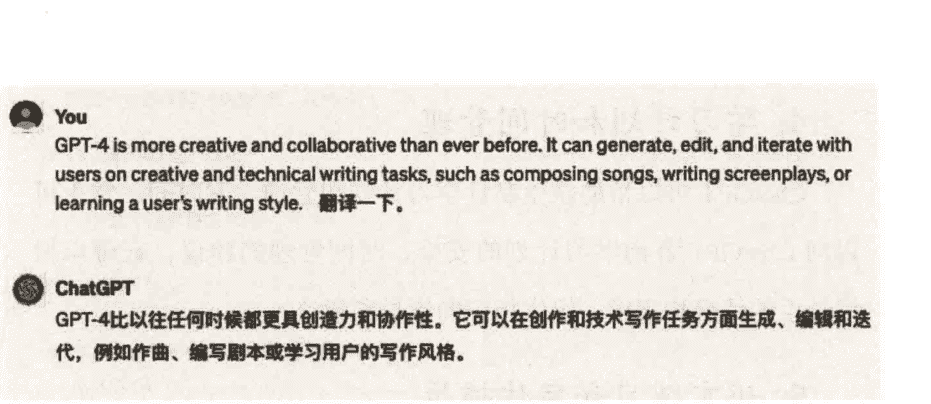 You
GPT-4 is more creative and collaborative than ever before. It can generate, edit, and iterate with
users on creative and technical writing tasks, such as composing songs, writing screenplays, or
learning a user's writing style. 翻译一下。
ChatGPT
GPT-4比以往任何时候都更具创造力和协作性。它可以在创作和技术写作任务方面生成、编辑和迭
代，例如作曲、编写剧本或学习用户的写作风格。